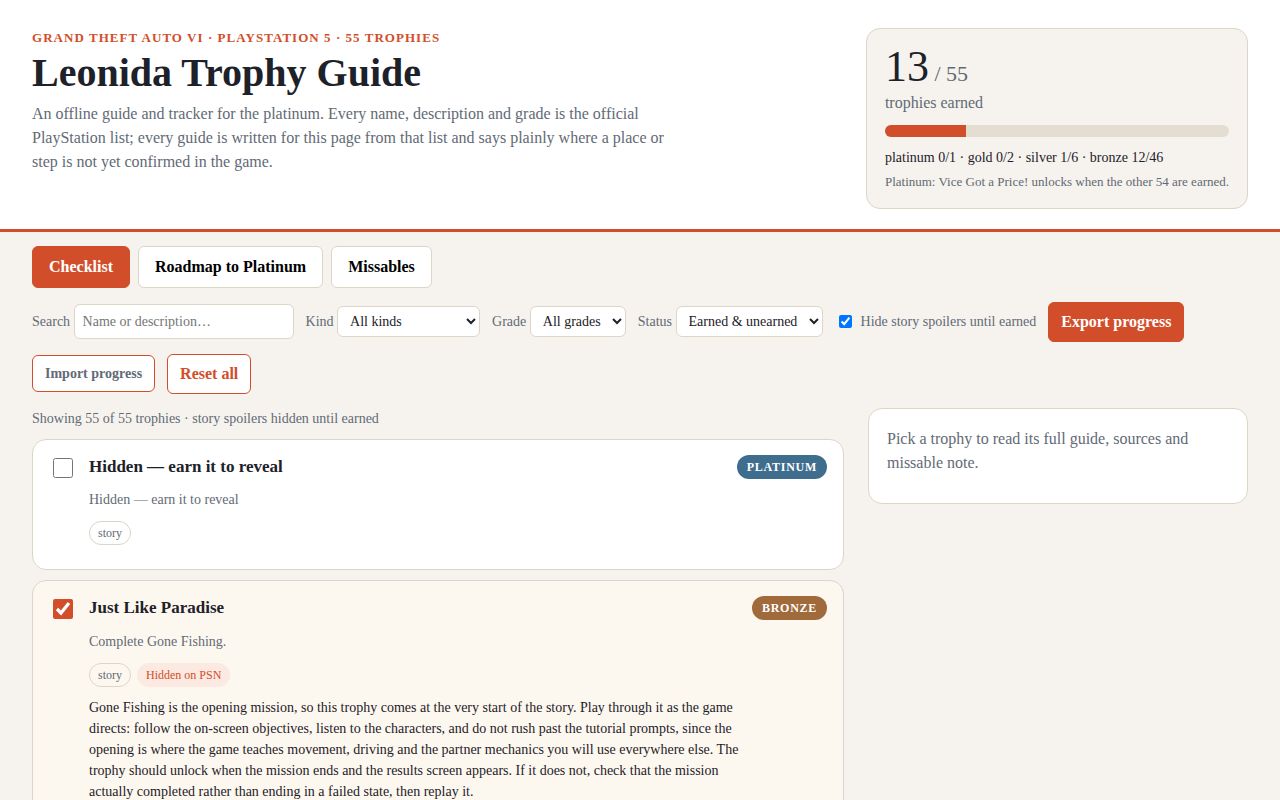 GRAND THEFT AUTO VI · PLAYSTATION 5 · 55 TROPHIES
Leonida Trophy Guide
An offline guide and tracker for the platinum. Every name, description and grade is the official
PlayStation list; every guide is written for this page from that list and says plainly where a place or
step is not yet confirmed in the game.
13 / 55
trophies earned
platinum 0/1 · gold 0/2 · silver 1/6 · bronze 12/46
Platinum: Vice Got a Price! unlocks when the other 54 are earned.
Checklist
Roadmap to Platinum
Missables
Search Name or description… Kind All kinds Grade All grades Status Earned & unearned Hide story spoilers until earned Export progress
Import progress Reset all
Showing 55 of 55 trophies · story spoilers hidden until earned
Hidden — earn it to reveal PLATINUM
Hidden — earn it to reveal
story
Just Like Paradise BRONZE
Complete Gone Fishing.
story Hidden on PSN
Gone Fishing is the opening mission, so this trophy comes at the very start of the story. Play through it as the game
directs: follow the on-screen objectives, listen to the characters, and do not rush past the tutorial prompts, since the
opening is where the game teaches movement, driving and the partner mechanics you will use everywhere else. The
trophy should unlock when the mission ends and the results screen appears. If it does not, check that the mission
actually completed rather than ending in a failed state, then replay it.
Pick a trophy to read its full guide, sources and
missable note.